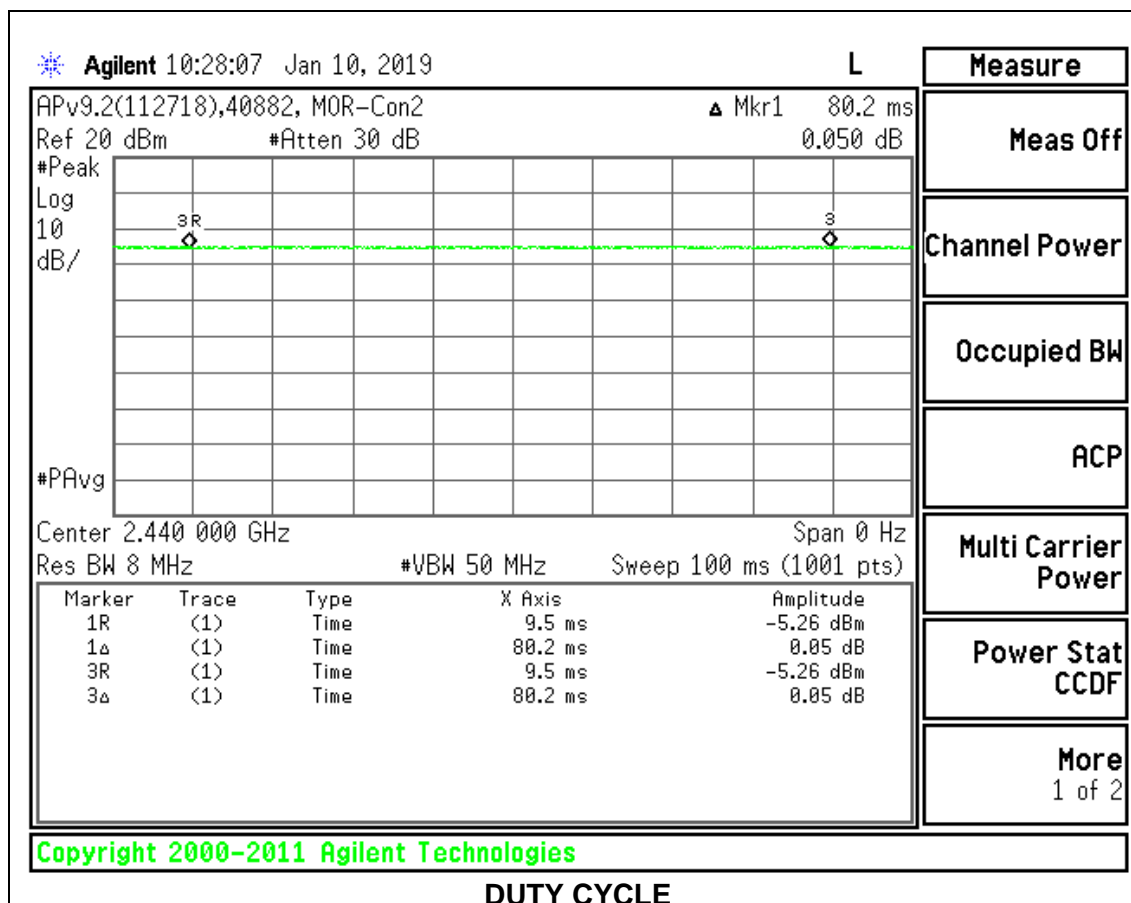 Agilent 10:28:07 Jan 10, 2019 L
Measure
APv9.2(112718),40882, MOR-Con2 Δ Mkr1 80.2 ms
Ref 20 dBm #Atten 30 dB 0.050 dB
Meas Off
#Peak
Log
10
dB/
3R
3
Channel Power
Occupied BW
ACP
#PAvg
Center 2.440 000 GHz Span 0 Hz
Res BW 8 MHz #VBW 50 MHz Sweep 100 ms (1001 pts)
Multi Carrier
Power
Marker Trace Type X Axis Amplitude
1R (1) Time 9.5 ms -5.26 dBm
1Δ (1) Time 80.2 ms 0.05 dB
3R (1) Time 9.5 ms -5.26 dBm
3Δ (1) Time 80.2 ms 0.05 dB
Power Stat
CCDF
More
1 of 2
Copyright 2000-2011 Agilent Technologies
DUTY CYCLE